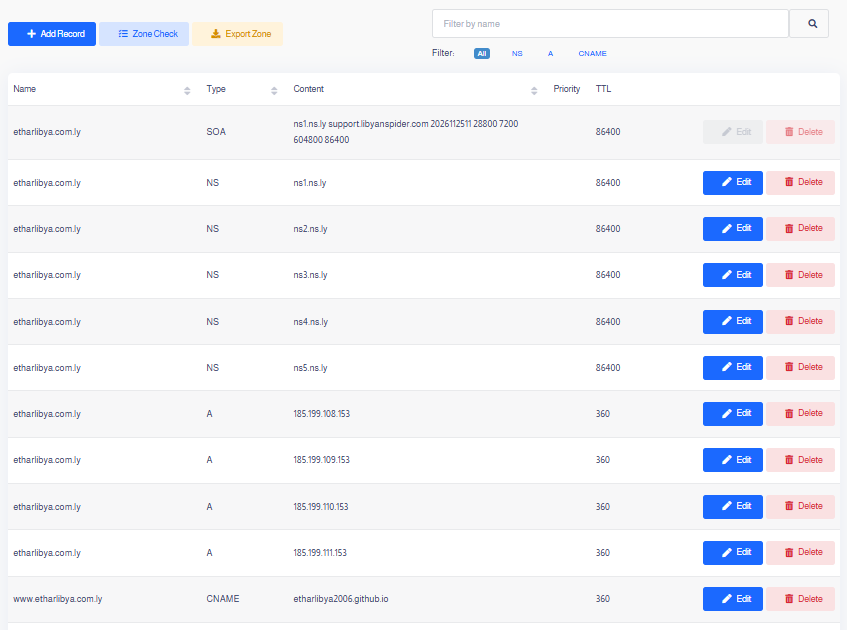 Add Record Zone Check Export Zone
Filter by name
Filter: All NS A CNAME
Name Type Content Priority TTL
etharlibya.com.ly SOA ns1.ns.ly support.libyanspider.com 2026112511 28800 7200 604800 86400 86400 Edit Delete
etharlibya.com.ly NS ns1.ns.ly 86400 Edit Delete
etharlibya.com.ly NS ns2.ns.ly 86400 Edit Delete
etharlibya.com.ly NS ns3.ns.ly 86400 Edit Delete
etharlibya.com.ly NS ns4.ns.ly 86400 Edit Delete
etharlibya.com.ly NS ns5.ns.ly 86400 Edit Delete
etharlibya.com.ly A 185.199.108.153 360 Edit Delete
etharlibya.com.ly A 185.199.109.153 360 Edit Delete
etharlibya.com.ly A 185.199.110.153 360 Edit Delete
etharlibya.com.ly A 185.199.111.153 360 Edit Delete
www.etharlibya.com.ly CNAME etharlibya2006.github.io 360 Edit Delete